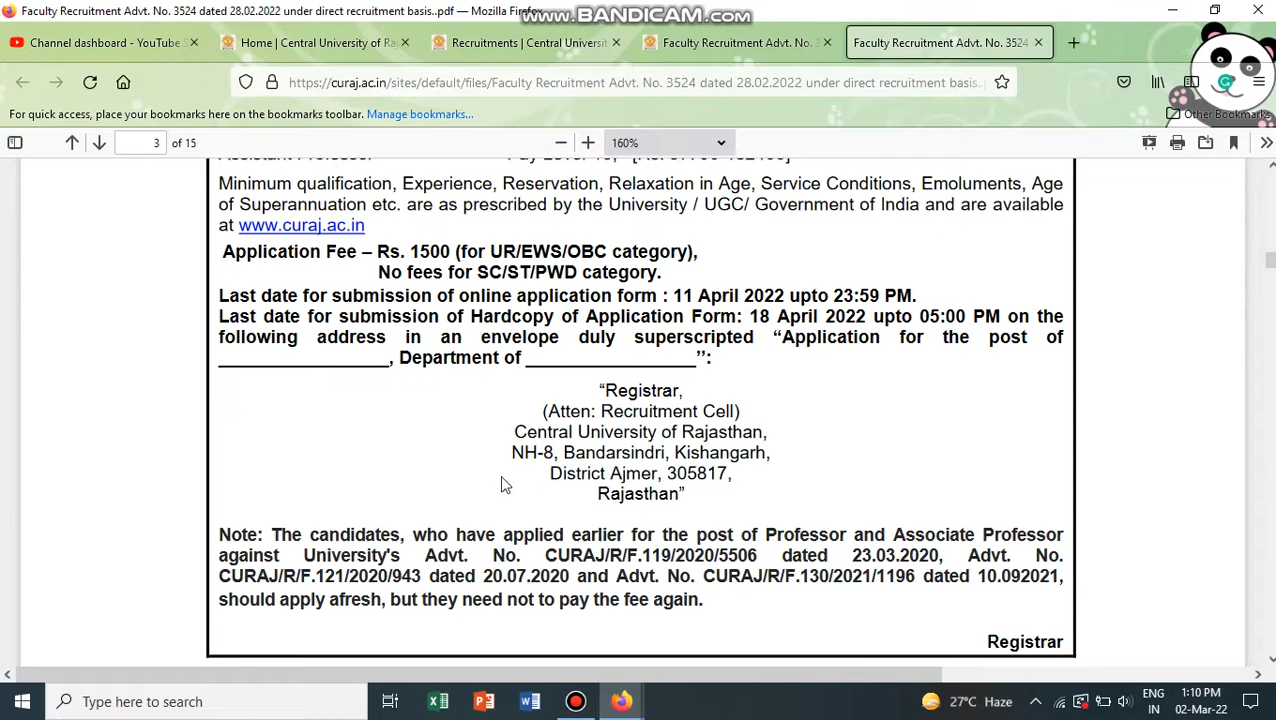 Faculty Recruitment Advt. No. 3524 dated 28.02.2022 under direct recruitment basis..pdf — Mozilla Firefox
www.BANDICAM.com
Channel dashboard - YouTube S
Home | Central University of Ra
Recruitments | Central Universit
Faculty Recruitment Advt. No. 3
Faculty Recruitment Advt. No. 3524
https://curaj.ac.in/sites/default/files/Faculty Recruitment Advt. No. 3524 dated 28.02.2022 under direct recruitment basis..
For quick access, place your bookmarks here on the bookmarks toolbar. Manage bookmarks...
Other Bookmarks
3 of 15
160%
Minimum qualification, Experience, Reservation, Relaxation in Age, Service Conditions, Emoluments, Age
of Superannuation etc. are as prescribed by the University / UGC/ Government of India and are available
at www.curaj.ac.in
Application Fee – Rs. 1500 (for UR/EWS/OBC category),
No fees for SC/ST/PWD category.
Last date for submission of online application form : 11 April 2022 upto 23:59 PM.
Last date for submission of Hardcopy of Application Form: 18 April 2022 upto 05:00 PM on the
following address in an envelope duly superscripted “Application for the post of
_________________, Department of _________________”:
“Registrar,
(Atten: Recruitment Cell)
Central University of Rajasthan,
NH-8, Bandarsindri, Kishangarh,
District Ajmer, 305817,
Rajasthan”
Note: The candidates, who have applied earlier for the post of Professor and Associate Professor
against University's Advt. No. CURAJ/R/F.119/2020/5506 dated 23.03.2020, Advt. No.
CURAJ/R/F.121/2020/943 dated 20.07.2020 and Advt. No. CURAJ/R/F.130/2021/1196 dated 10.092021,
should apply afresh, but they need not to pay the fee again.
Registrar
Type here to search
27°C Haze
ENG
IN
1:10 PM
02-Mar-22